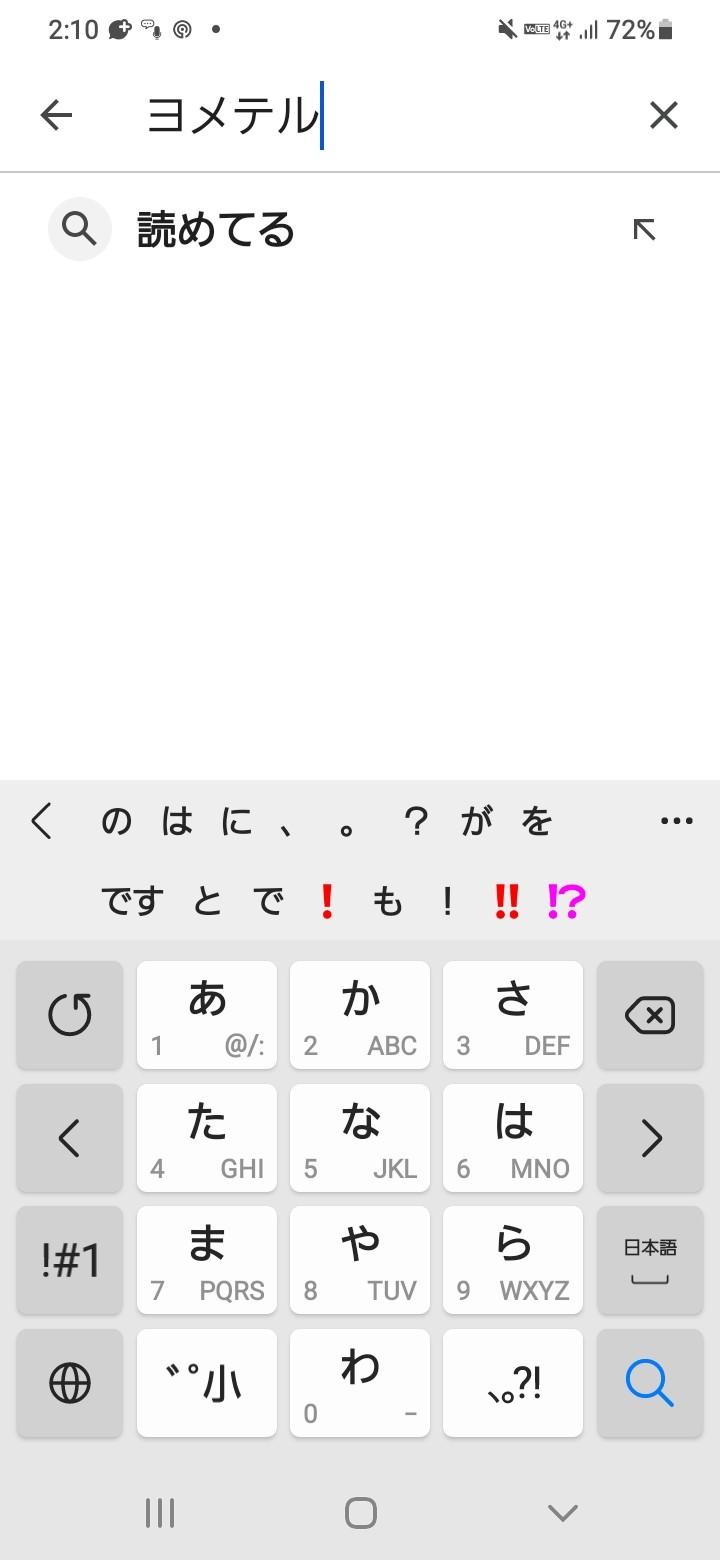 2:10 VoLTE 4G+ 72%
ヨメテル
読めてる
の は に 、 。 ? が を
です と で ! も ! !! !?
あ 1 @/: か 2 ABC さ 3 DEF
た 4 GHI な 5 JKL は 6 MNO
!#1 ま 7 PQRS や 8 TUV ら 9 WXYZ 日本語
゛゜小 わ 0 ー 、。?!